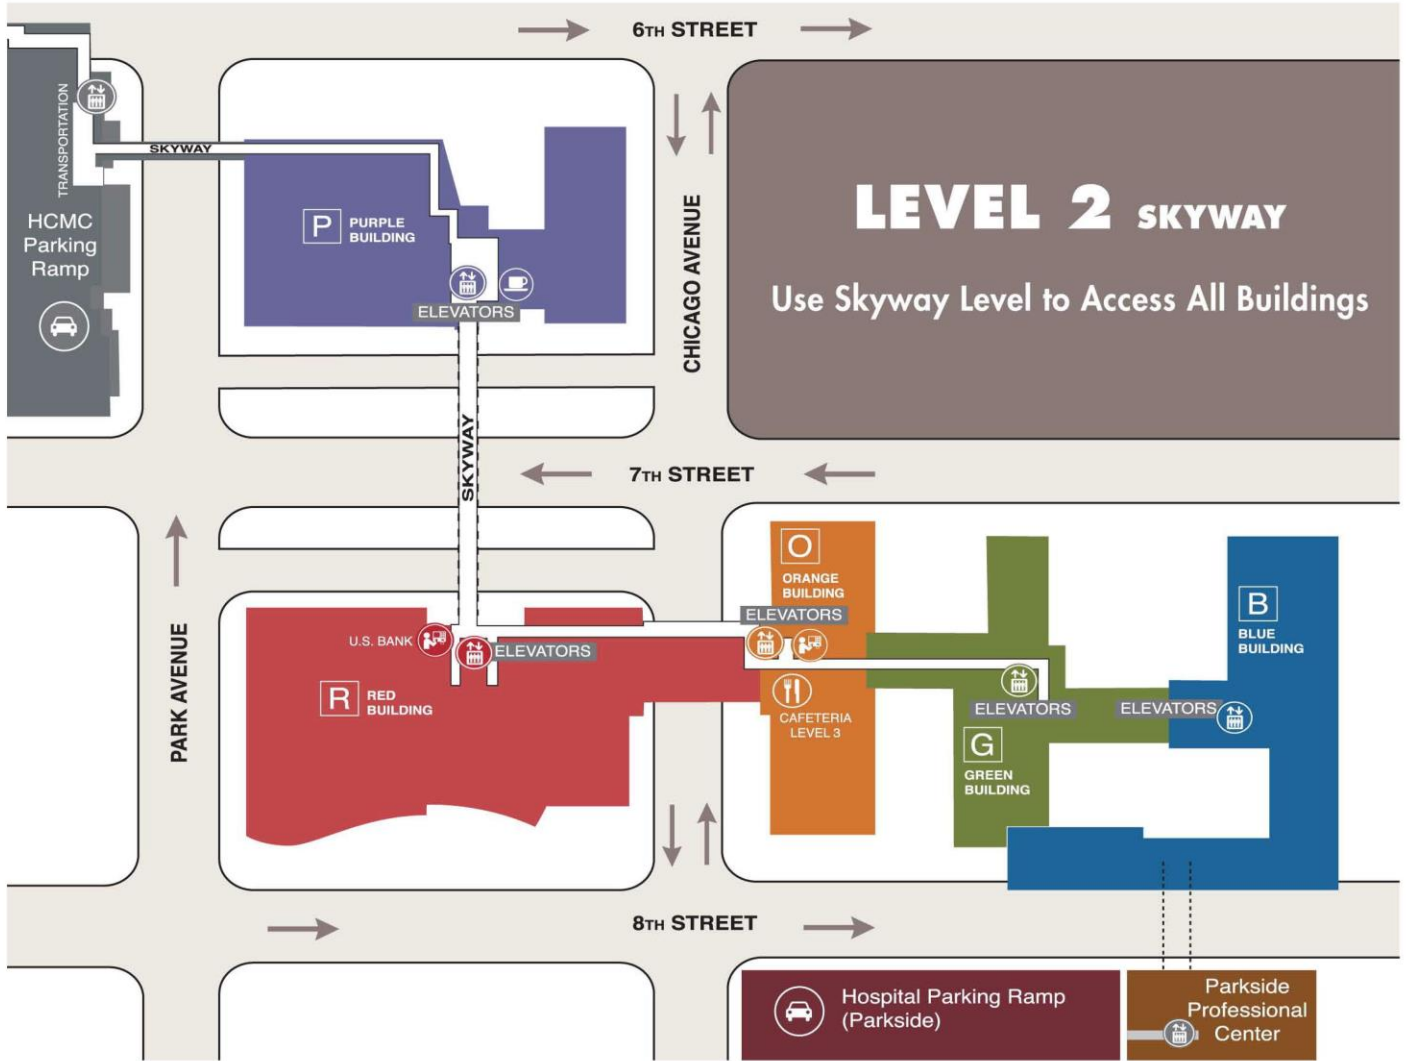 6TH STREET
TRANSPORTATION
SKYWAY
HCMC
Parking
Ramp
P
PURPLE
BUILDING
ELEVATORS
CHICAGO AVENUE
LEVEL 2 SKYWAY
Use Skyway Level to Access All Buildings
SKYWAY
7TH STREET
PARK AVENUE
U.S. BANK
ELEVATORS
R
RED
BUILDING
O
ORANGE
BUILDING
ELEVATORS
CAFETERIA
LEVEL 3
ELEVATORS
G
GREEN
BUILDING
B
BLUE
BUILDING
ELEVATORS
8TH STREET
Hospital Parking Ramp
(Parkside)
Parkside
Professional
Center